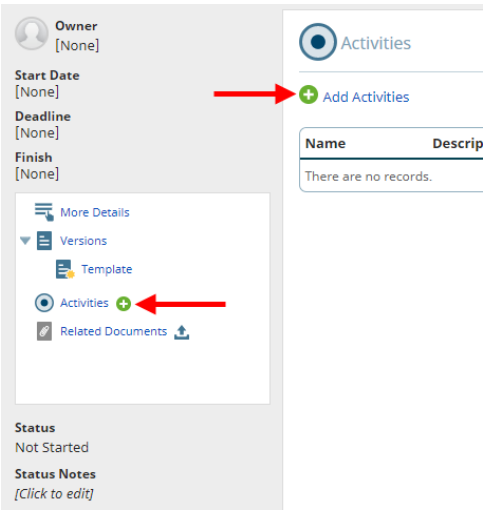 Owner
[None]
Start Date
[None]
Deadline
[None]
Finish
[None]
More Details
Versions
Template
Activities
Related Documents
Status
Not Started
Status Notes
[Click to edit]
Activities
Add Activities
Name Descrip
There are no records.